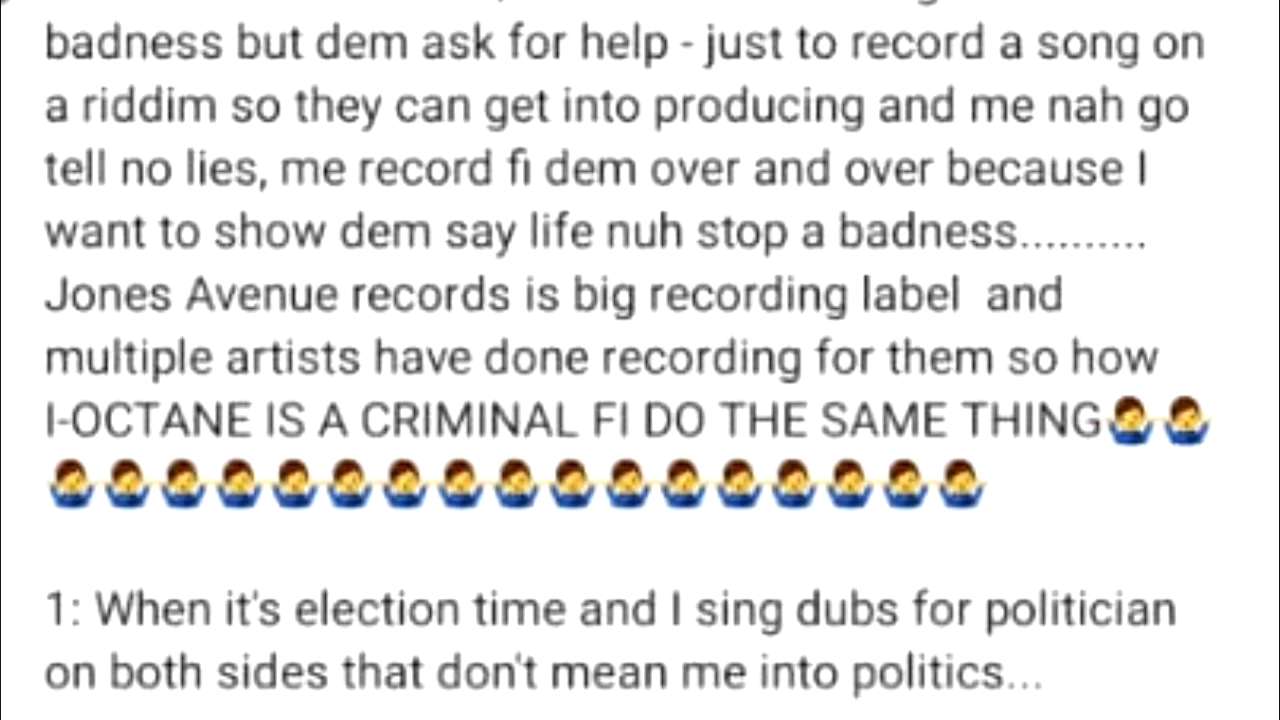 badness but dem ask for help - just to record a song on
a riddim so they can get into producing and me nah go
tell no lies, me record fi dem over and over because I
want to show dem say life nuh stop a badness..........
Jones Avenue records is big recording label  and
multiple artists have done recording for them so how
I-OCTANE IS A CRIMINAL FI DO THE SAME THING🤷‍♂️🤷‍♂️
🤷‍♂️🤷‍♂️🤷‍♂️🤷‍♂️🤷‍♂️🤷‍♂️🤷‍♂️🤷‍♂️🤷‍♂️🤷‍♂️🤷‍♂️🤷‍♂️🤷‍♂️🤷‍♂️🤷‍♂️🤷‍♂️🤷‍♂️
1: When it's election time and I sing dubs for politician
on both sides that don't mean me into politics...